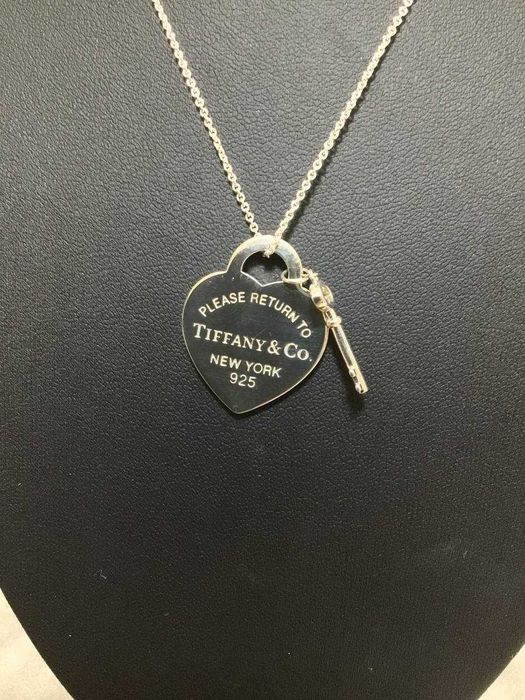 PLEASE RETURN TO
TIFFANY & CO.
NEW YORK
925